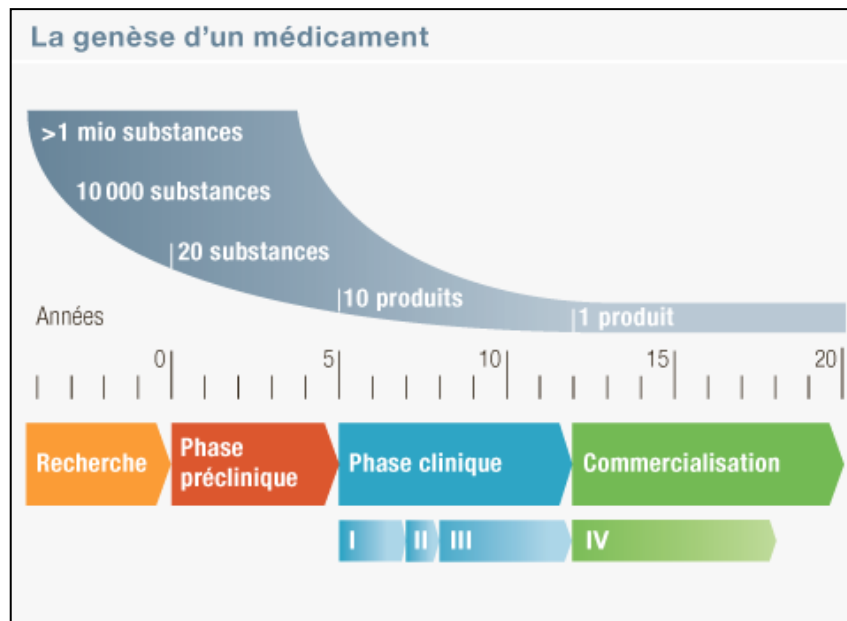 La genèse d'un médicament
>1 mio substances
10 000 substances
20 substances
10 produits
1 produit
Années
0 5 10 15 20
Recherche
Phase
préclinique
Phase clinique
Commercialisation
I II III IV